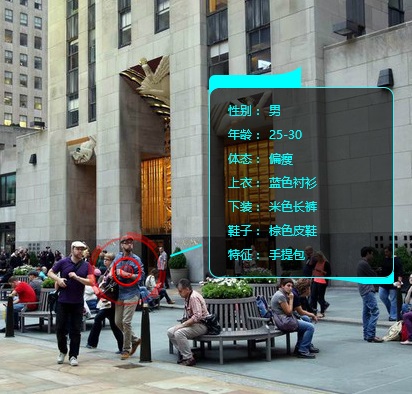 性别： 男
年龄： 25-30
体态： 偏瘦
上衣： 蓝色衬衫
下装： 米色长裤
鞋子： 棕色皮鞋
特征： 手提包